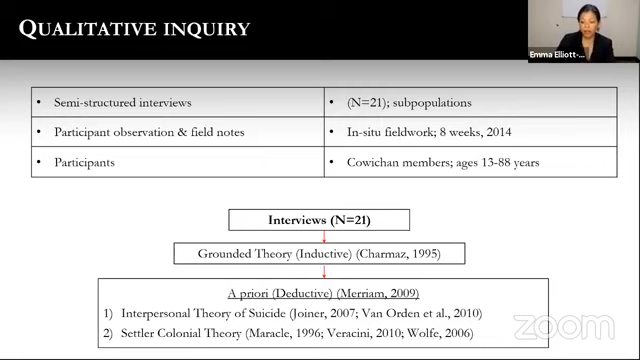 QUALITATIVE INQUIRY
Emma Elliott-...
• Semi-structured interviews
• (N=21); subpopulations
• Participant observation & field notes
• In-situ fieldwork; 8 weeks, 2014
• Participants
• Cowichan members; ages 13-88 years
Interviews (N=21)
Grounded Theory (Inductive) (Charmaz, 1995)
A priori (Deductive) (Merriam, 2009)
1) Interpersonal Theory of Suicide (Joiner, 2007; Van Orden et al., 2010)
2) Settler Colonial Theory (Maracle, 1996; Veracini, 2010; Wolfe, 2006)
zoom